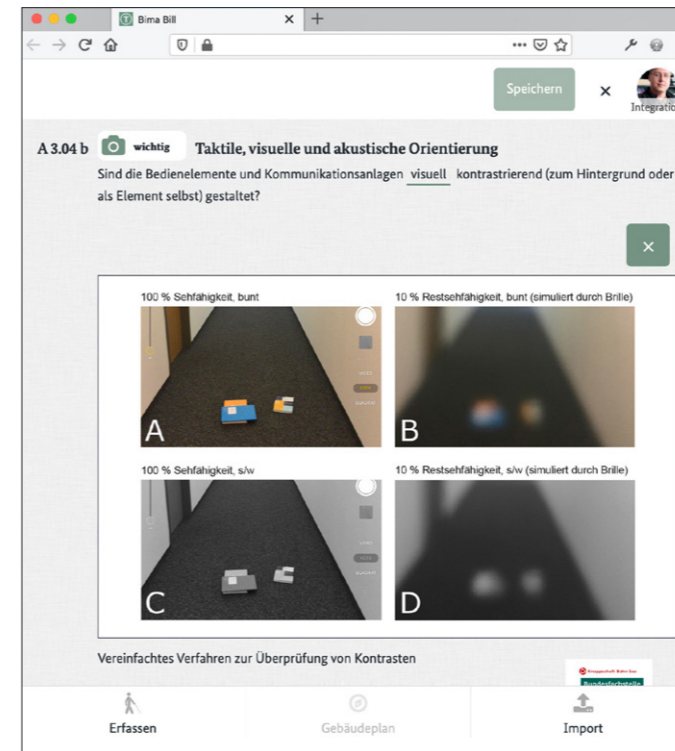 Bima Bill
Speichern
Integratio
A 3.04 b wichtig Taktile, visuelle und akustische Orientierung
Sind die Bedienelemente und Kommunikationsanlagen visuell kontrastrierend (zum Hintergrund oder
als Element selbst) gestaltet?
100 % Sehfähigkeit, bunt
10 % Restsehfähigkeit, bunt (simuliert durch Brille)
A
B
100 % Sehfähigkeit, s/w
10 % Restsehfähigkeit, s/w (simuliert durch Brille)
C
D
Vereinfachtes Verfahren zur Überprüfung von Kontrasten
Bundesfachstelle
Erfassen
Gebäudeplan
Import